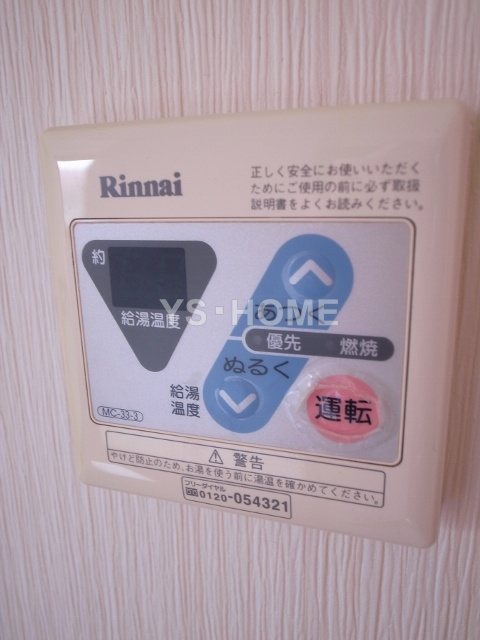 Rinnai
正しく安全にお使いいただく
ためにご使用の前に必ず取扱
説明書をよくお読みください。
約
給湯温度
あつく
YS・HOME
優先 燃焼
ぬるく
給湯
温度
運転
MC-33-3
⚠ 警告
やけど防止のため、お湯を使う前に湯温を確かめてください。
フリーダイヤル
0120-054321